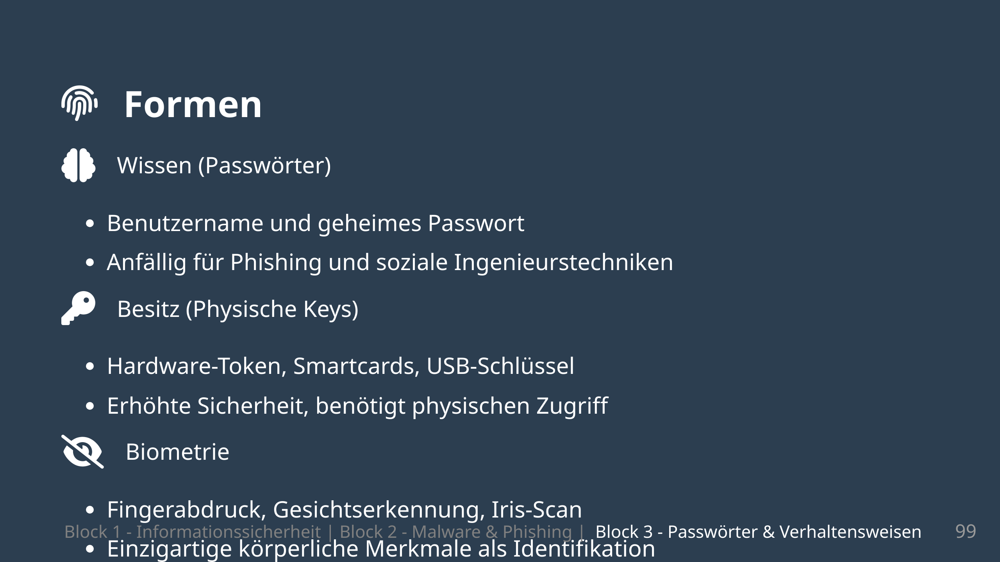 Formen
Wissen (Passwörter)
• Benutzername und geheimes Passwort
• Anfällig für Phishing und soziale Ingenieurstechniken
Besitz (Physische Keys)
• Hardware-Token, Smartcards, USB-Schlüssel
• Erhöhte Sicherheit, benötigt physischen Zugriff
Biometrie
• Fingerabdruck, Gesichtserkennung, Iris-Scan
Block 1 - Informationssicherheit | Block 2 - Malware & Phishing | Block 3 - Passwörter & Verhaltensweisen 99
• Einzigartige körperliche Merkmale als Identifikation